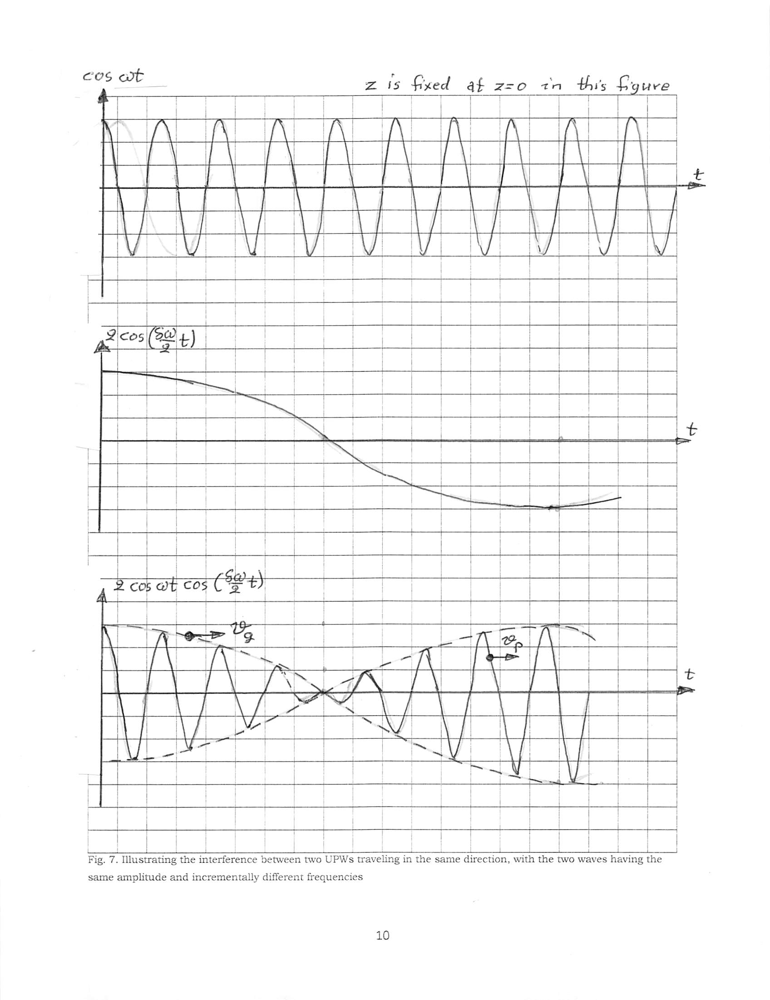 cos ωt
z is fixed at z=0 in this figure
t
2 cos(δω/2 t)
t
2 cos ωt cos (δω/2 t)
v_g
v_p
t
Fig. 7. Illustrating the interference between two UPWs traveling in the same direction, with the two waves having the
same amplitude and incrementally different frequencies
10